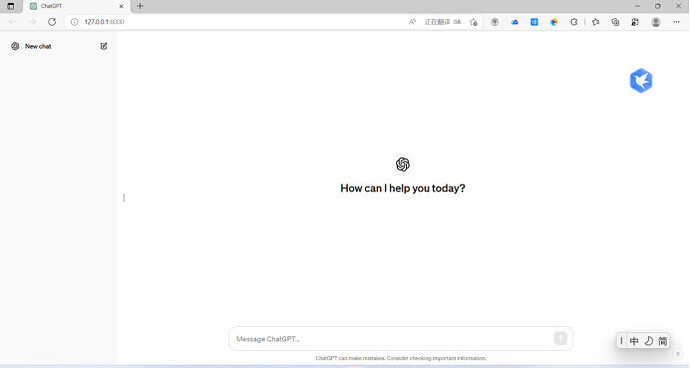 ChatGPT
127.0.0.1:8000
正在翻译
New chat
How can I help you today?
Message ChatGPT...
中 简
ChatGPT can make mistakes. Consider checking important information.
?